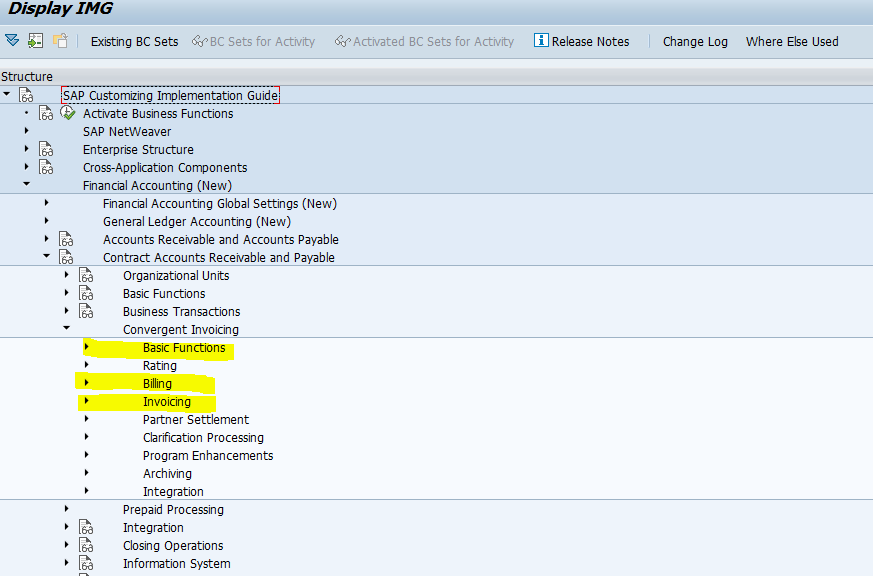 Display IMG
Existing BC Sets BC Sets for Activity Activated BC Sets for Activity Release Notes Change Log Where Else Used
Structure
SAP Customizing Implementation Guide
Activate Business Functions
SAP NetWeaver
Enterprise Structure
Cross-Application Components
Financial Accounting (New)
Financial Accounting Global Settings (New)
General Ledger Accounting (New)
Accounts Receivable and Accounts Payable
Contract Accounts Receivable and Payable
Organizational Units
Basic Functions
Business Transactions
Convergent Invoicing
Basic Functions
Rating
Billing
Invoicing
Partner Settlement
Clarification Processing
Program Enhancements
Archiving
Integration
Prepaid Processing
Integration
Closing Operations
Information System